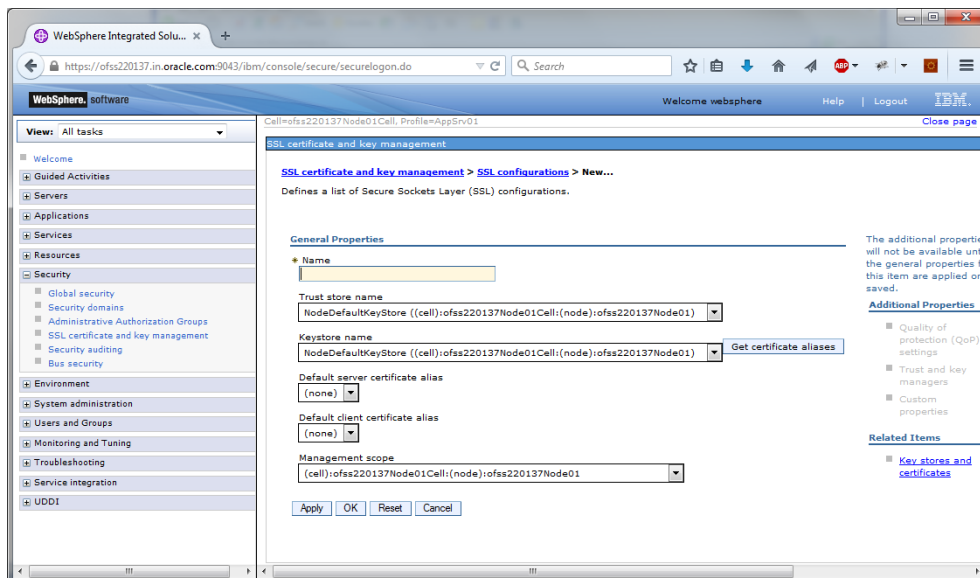 WebSphere Integrated Solu... × +
https://ofss220137.in.oracle.com:9043/ibm/console/secure/securelogon.do
Search
ABP
WebSphere. software
Welcome websphere
Help | Logout
IBM.
View: All tasks
Cell=ofss220137Node01Cell, Profile=AppSrv01
Close page
Welcome
Guided Activities
Servers
Applications
Services
Resources
Security
Global security
Security domains
Administrative Authorization Groups
SSL certificate and key management
Security auditing
Bus security
Environment
System administration
Users and Groups
Monitoring and Tuning
Troubleshooting
Service integration
UDDI
SSL certificate and key management
SSL certificate and key management > SSL configurations > New...
Defines a list of Secure Sockets Layer (SSL) configurations.
General Properties
* Name
Trust store name
NodeDefaultKeyStore ((cell):ofss220137Node01Cell:(node):ofss220137Node01)
Keystore name
NodeDefaultKeyStore ((cell):ofss220137Node01Cell:(node):ofss220137Node01)
Get certificate aliases
Default server certificate alias
(none)
Default client certificate alias
(none)
Management scope
(cell):ofss220137Node01Cell:(node):ofss220137Node01
Apply OK Reset Cancel
The additional propertie
will not be available unt
the general properties f
this item are applied or
saved.
Additional Properties
Quality of
protection (QoP)
settings
Trust and key
managers
Custom
properties
Related Items
Key stores and
certificates